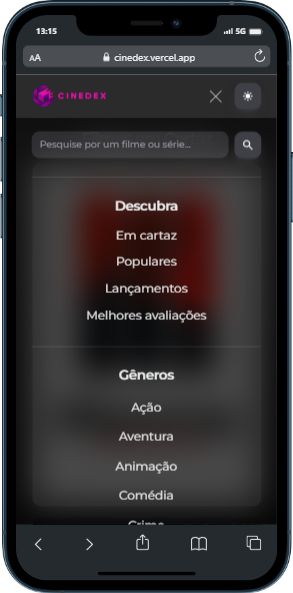 13:15
5G
AA
cinedex.vercel.app
CINEDEX
Pesquise por um filme ou série...
Descubra
Em cartaz
Populares
Lançamentos
Melhores avaliações
Gêneros
Ação
Aventura
Animação
Comédia
Crime